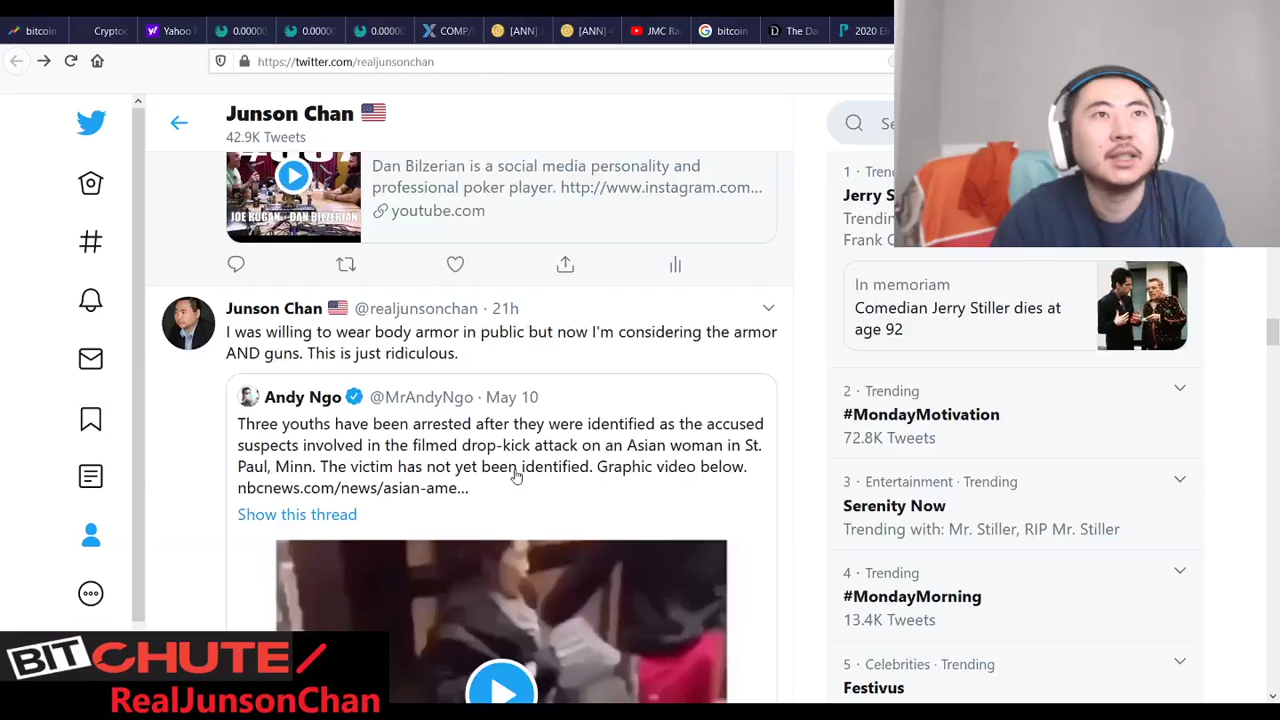 bitcoin
Cryptoc
Yahoo
0.00000
0.00000
0.00000
COMP/
[ANN]
[ANN]
JMC Ra
bitcoin
The Da
2020 El
https://twitter.com/realjunsonchan
Junson Chan
42.9K Tweets
Dan Bilzerian is a social media personality and
professional poker player. http://www.instagram.com...
youtube.com
JOE ROGAN DAN BILZERIAN
Junson Chan @realjunsonchan · 21h
I was willing to wear body armor in public but now I'm considering the armor
AND guns. This is just ridiculous.
Andy Ngo @MrAndyNgo · May 10
Three youths have been arrested after they were identified as the accused
suspects involved in the filmed drop-kick attack on an Asian woman in St.
Paul, Minn. The victim has not yet been identified. Graphic video below.
nbcnews.com/news/asian-ame...
Show this thread
Se
1 · Tren
Jerry S
Trendin
Frank C
In memoriam
Comedian Jerry Stiller dies at
age 92
2 · Trending
#MondayMotivation
72.8K Tweets
3 · Entertainment · Trending
Serenity Now
Trending with: Mr. Stiller, RIP Mr. Stiller
4 · Trending
#MondayMorning
13.4K Tweets
5 · Celebrities · Trending
Festivus
BITCHUTE/
RealJunsonChan